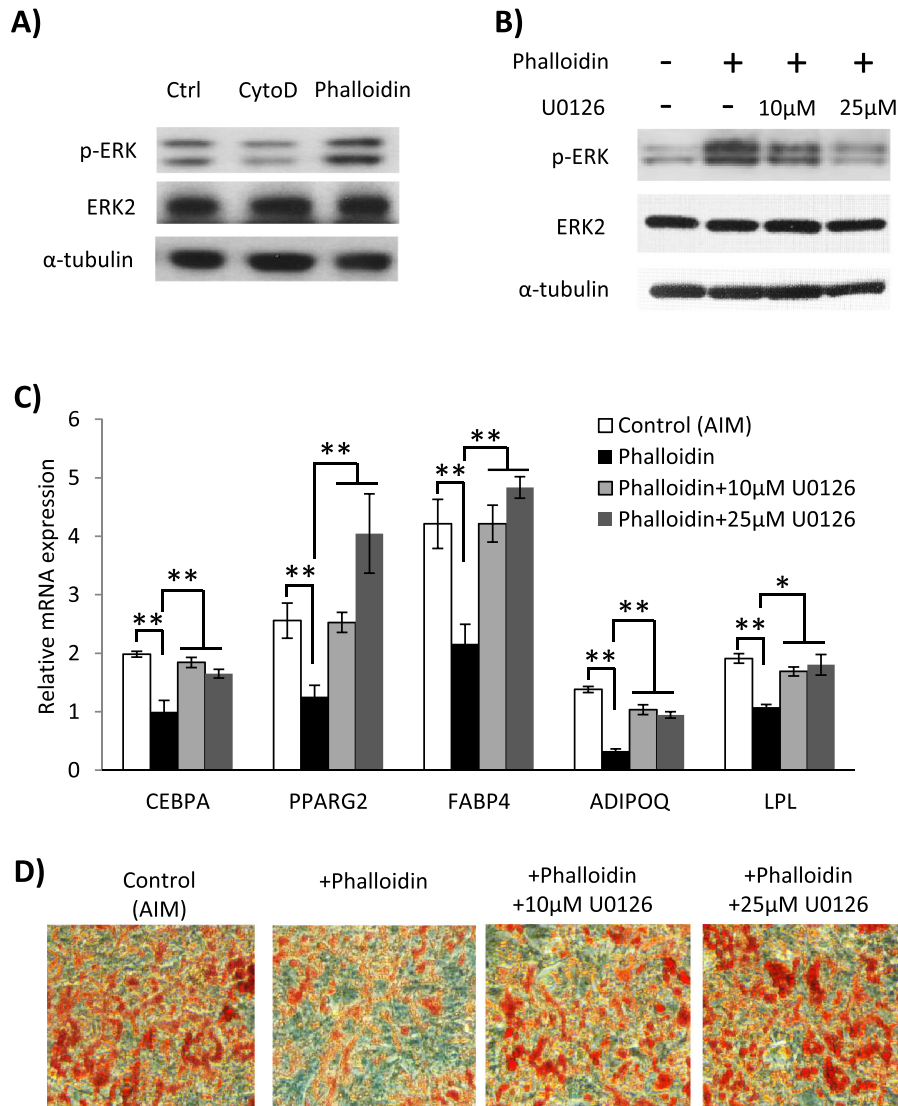 A)
Ctrl CytoD Phalloidin
p-ERK
ERK2
α-tubulin
B)
Phalloidin - + + +
U0126 - - 10µM 25µM
p-ERK
ERK2
α-tubulin
C)
Relative mRNA expression
6
5
4
3
2
1
0
** ** ** ** ** ** ** ** ** *
Control (AIM)
Phalloidin
Phalloidin+10µM U0126
Phalloidin+25µM U0126
CEBPA PPARG2 FABP4 ADIPOQ LPL
D)
Control
(AIM)
+Phalloidin
+Phalloidin
+10µM U0126
+Phalloidin
+25µM U0126